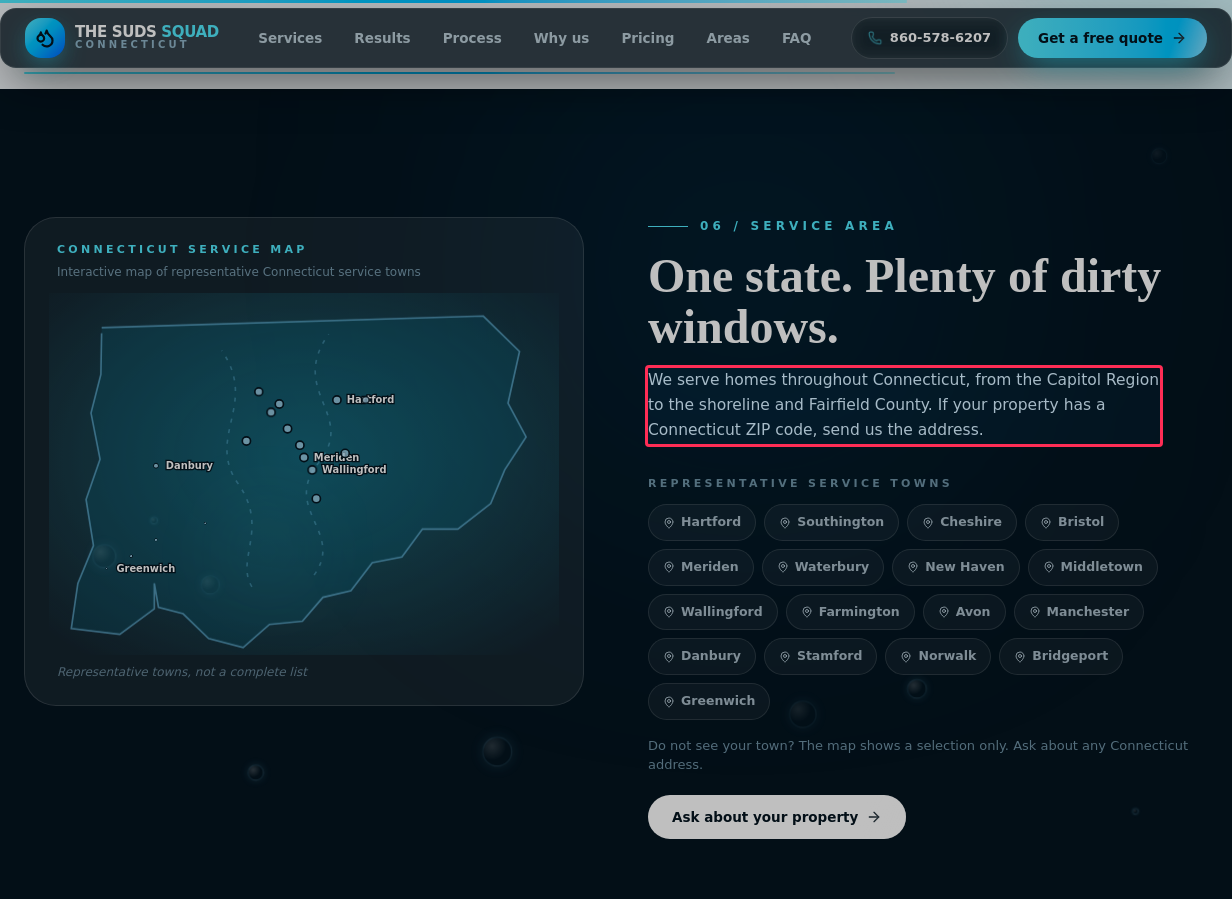 THE SUDS SQUAD
CONNECTICUT
Services
Results
Process
Why us
Pricing
Areas
FAQ
860-578-6207
Get a free quote
CONNECTICUT SERVICE MAP
Interactive map of representative Connecticut service towns
Hartford
Meriden
Wallingford
Danbury
Greenwich
Representative towns, not a complete list
06 / SERVICE AREA
One state. Plenty of dirty
windows.
We serve homes throughout Connecticut, from the Capitol Region
to the shoreline and Fairfield County. If your property has a
Connecticut ZIP code, send us the address.
REPRESENTATIVE SERVICE TOWNS
Hartford
Southington
Cheshire
Bristol
Meriden
Waterbury
New Haven
Middletown
Wallingford
Farmington
Avon
Manchester
Danbury
Stamford
Norwalk
Bridgeport
Greenwich
Do not see your town? The map shows a selection only. Ask about any Connecticut
address.
Ask about your property